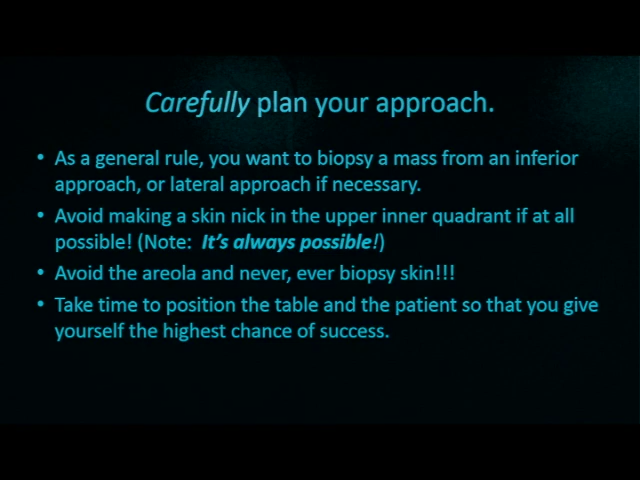 Carefully plan your approach.
• As a general rule, you want to biopsy a mass from an inferior
approach, or lateral approach if necessary.
• Avoid making a skin nick in the upper inner quadrant if at all
possible! (Note:  It's always possible!)
• Avoid the areola and never, ever biopsy skin!!!
• Take time to position the table and the patient so that you give
yourself the highest chance of success.